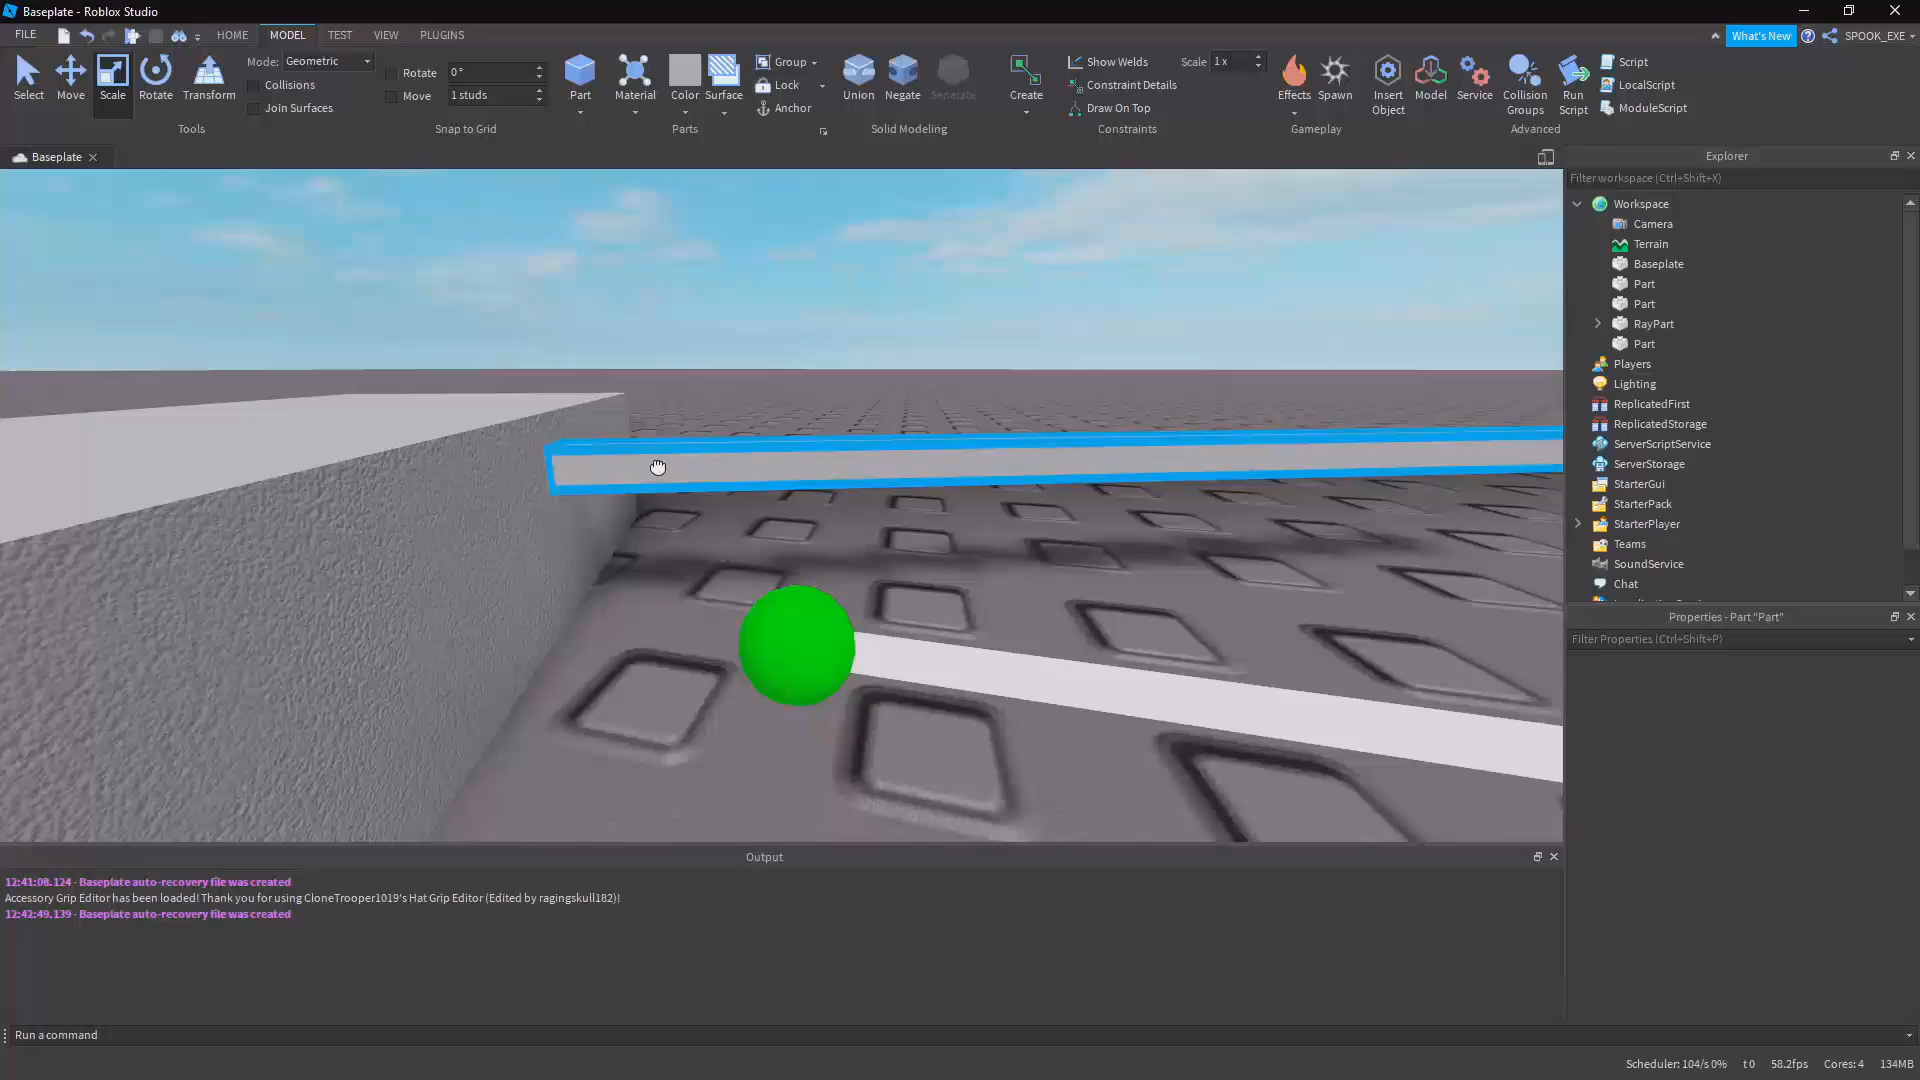 Baseplate - Roblox Studio
FILE HOME MODEL TEST VIEW PLUGINS What's New SPOOK_EXE
Select Move Scale Rotate Transform
Mode: Geometric
Collisions
Join Surfaces
Tools
Rotate 0°
Move 1 studs
Snap to Grid
Part Material Color Surface
Group
Lock
Anchor
Parts
Union Negate Separate
Solid Modeling
Create
Show Welds
Constraint Details
Draw On Top
Scale 1 x
Constraints
Effects Spawn
Gameplay
Insert Object
Model
Service
Collision Groups
Run Script
Script
LocalScript
ModuleScript
Advanced
Baseplate
Explorer
Filter workspace (Ctrl+Shift+X)
Workspace
Camera
Terrain
Baseplate
Part
Part
RayPart
Part
Players
Lighting
ReplicatedFirst
ReplicatedStorage
ServerScriptService
ServerStorage
StarterGui
StarterPack
StarterPlayer
Teams
SoundService
Chat
Properties - Part "Part"
Filter Properties (Ctrl+Shift+P)
Output
12:41:08.124 - Baseplate auto-recovery file was created
Accessory Grip Editor has been loaded! Thank you for using CloneTrooper1019's Hat Grip Editor (Edited by ragingskull182)!
12:42:49.139 - Baseplate auto-recovery file was created
Run a command
Scheduler: 104/s 0% t 0 58.2fps Cores: 4 134MB